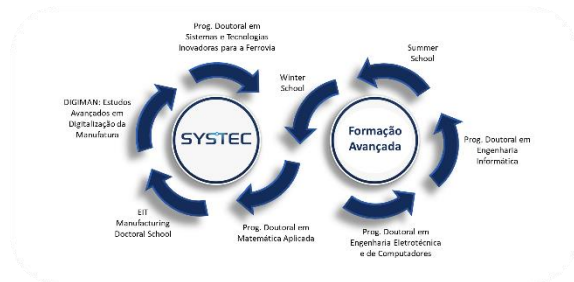 Prog. Doutoral em
Sistemas e Tecnologias
Inovadoras para a Ferrovia
Summer
School
Winter
School
DIGIMAN: Estudos
Avançados em
Digitalização da
Manufatura
SYSTEC
Formação
Avançada
Prog. Doutoral em
Engenharia
Informática
EIT
Manufacturing
Doctoral School
Prog. Doutoral em
Matemática Aplicada
Prog. Doutoral em
Engenharia Eletrotécnica
e de Computadores